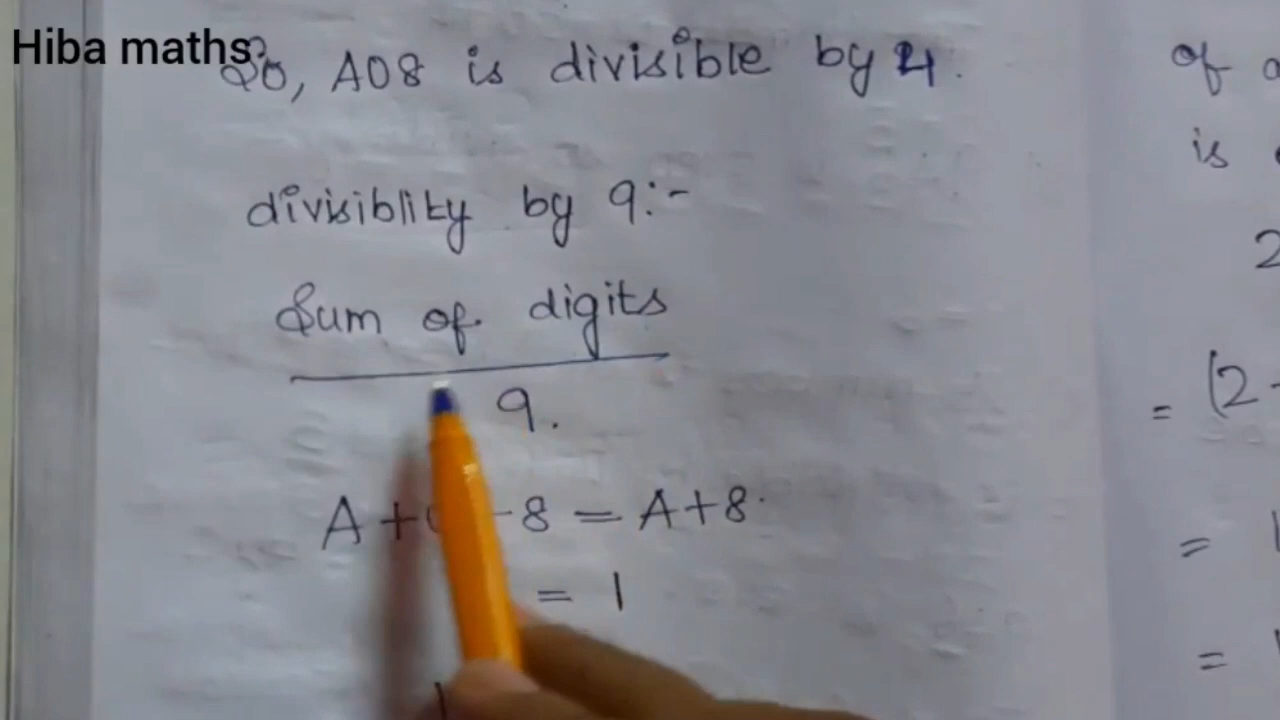 Hiba maths
So, A08 is divisible by 4.
divisiblity by 9:-
Sum of digits
9.
A + 8 = A+8.
= 1
of
is
2
= (2
=
=